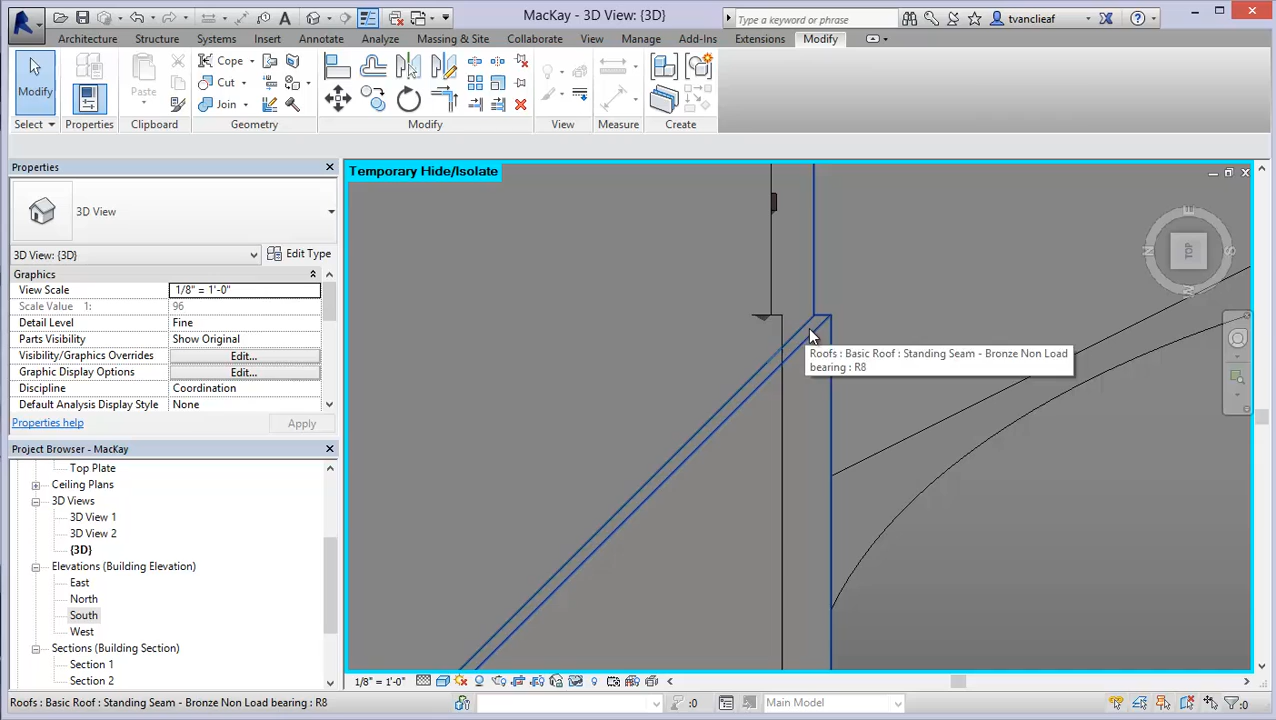 MacKay - 3D View: {3D}
Type a keyword or phrase
tvanclieaf
Architecture Structure Systems Insert Annotate Analyze Massing & Site Collaborate View Manage Add-Ins Extensions Modify
Modify
Paste
Cope
Cut
Join
Select Properties Clipboard Geometry Modify View Measure Create
Properties
3D View
3D View: {3D}
Edit Type
Graphics
View Scale 1/8" = 1'-0"
Scale Value 1: 96
Detail Level Fine
Parts Visibility Show Original
Visibility/Graphics Overrides Edit...
Graphic Display Options Edit...
Discipline Coordination
Default Analysis Display Style None
Properties help
Apply
Project Browser - MacKay
Top Plate
Ceiling Plans
3D Views
3D View 1
3D View 2
{3D}
Elevations (Building Elevation)
East
North
South
West
Sections (Building Section)
Section 1
Section 2
Temporary Hide/Isolate
TOP
N
S
E
Roofs : Basic Roof : Standing Seam - Bronze Non Load
bearing : R8
1/8" = 1'-0"
Roofs : Basic Roof : Standing Seam - Bronze Non Load bearing : R8
:0
Main Model
:0